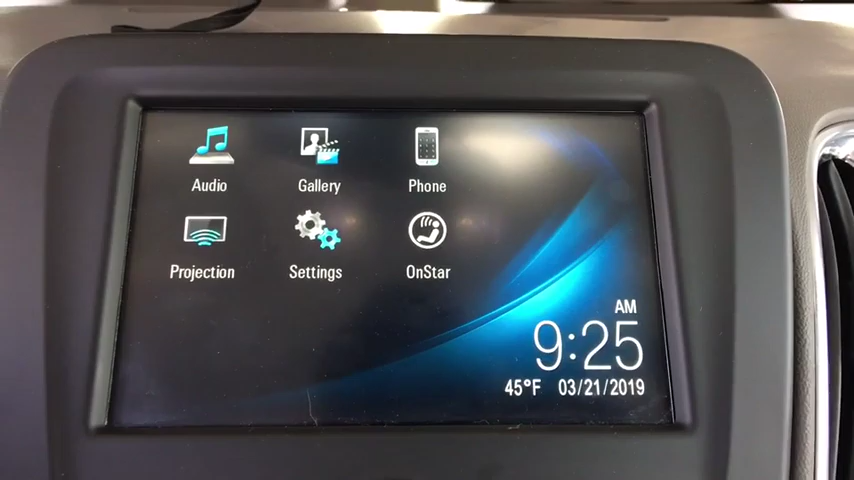 Audio Gallery Phone
Projection Settings OnStar
AM
9:25
45°F 03/21/2019